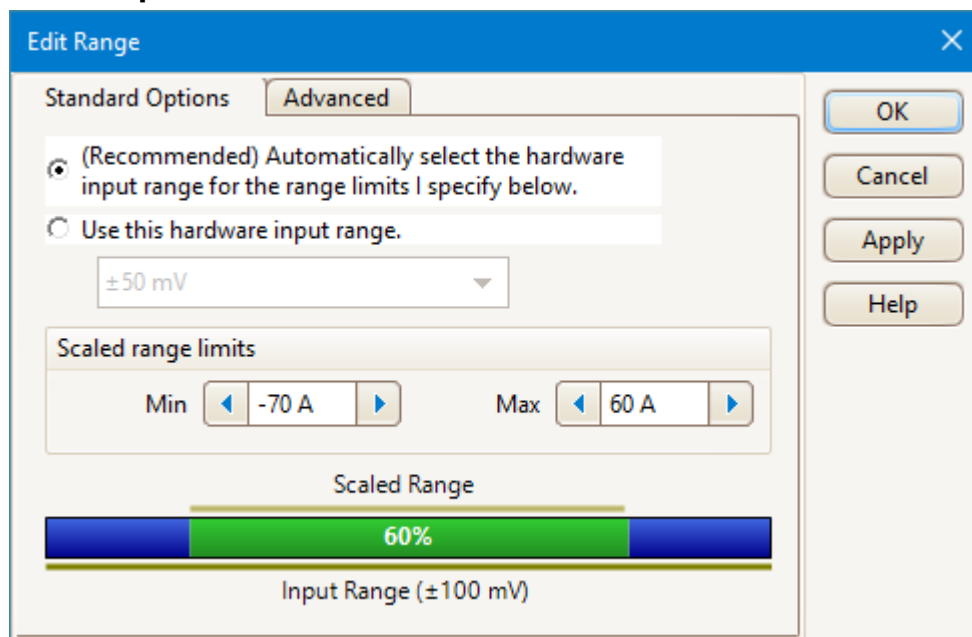 Edit Range
Standard Options
Advanced
OK
(Recommended) Automatically select the hardware
input range for the range limits I specify below.
Cancel
Use this hardware input range.
Apply
±50 mV
Help
Scaled range limits
Min -70 A Max 60 A
Scaled Range
60%
Input Range (±100 mV)